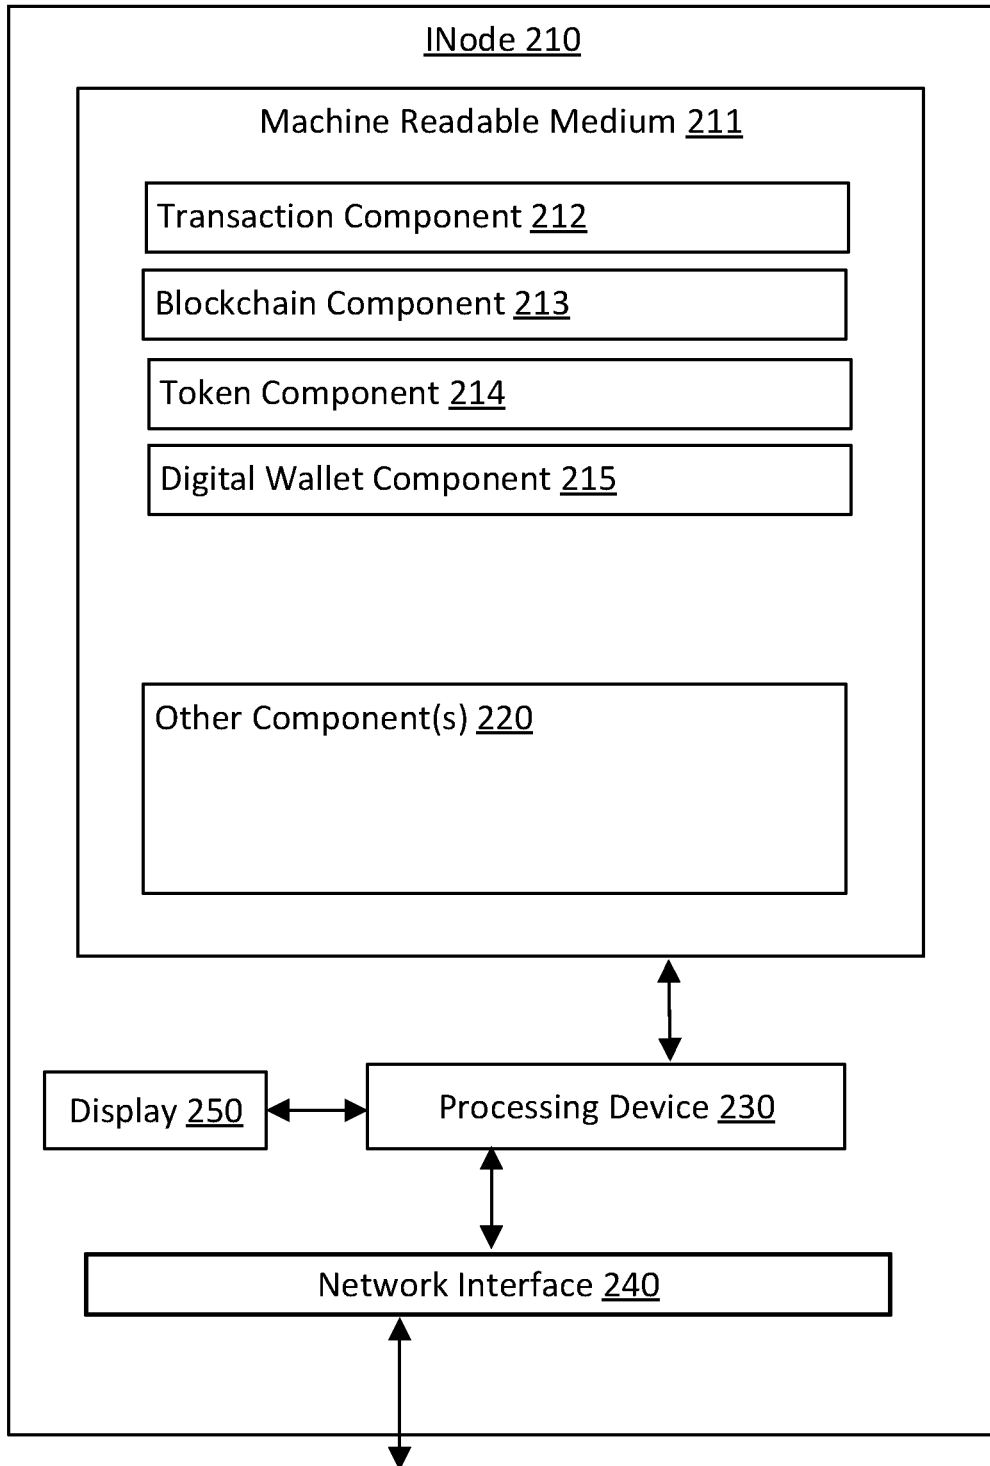 INode 210
Machine Readable Medium 211
Transaction Component 212
Blockchain Component 213
Token Component 214
Digital Wallet Component 215
Other Component(s) 220
Display 250
Processing Device 230
Network Interface 240